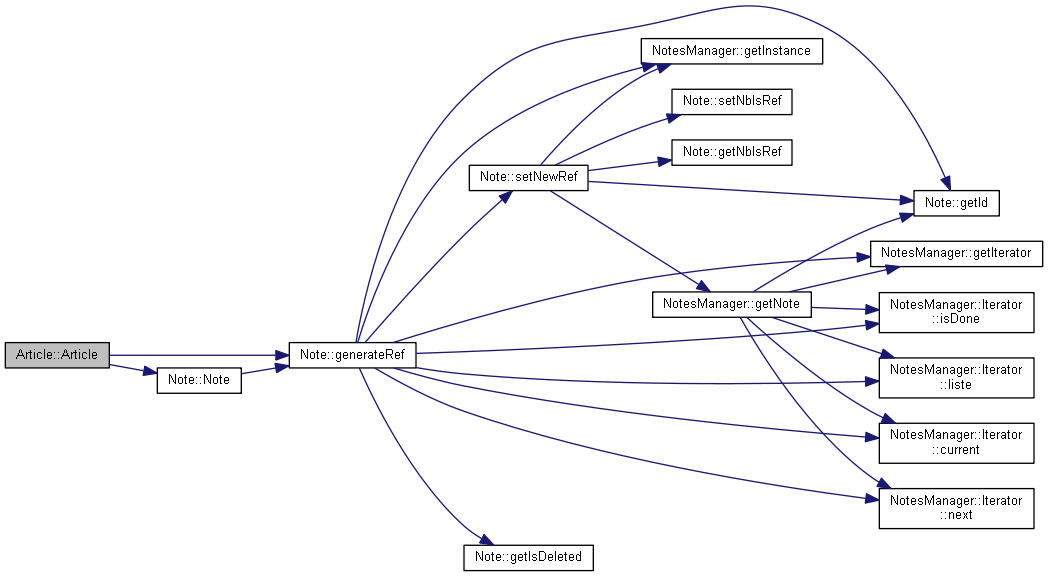 NotesManager::getInstance
Note::setNbIsRef
Note::getNbIsRef
Note::setNewRef
Note::getId
NotesManager::getIterator
NotesManager::getNote
NotesManager::Iterator
::isDone
Article::Article
Note::generateRef
Note::Note
NotesManager::Iterator
::liste
NotesManager::Iterator
::current
NotesManager::Iterator
::next
Note::getIsDeleted